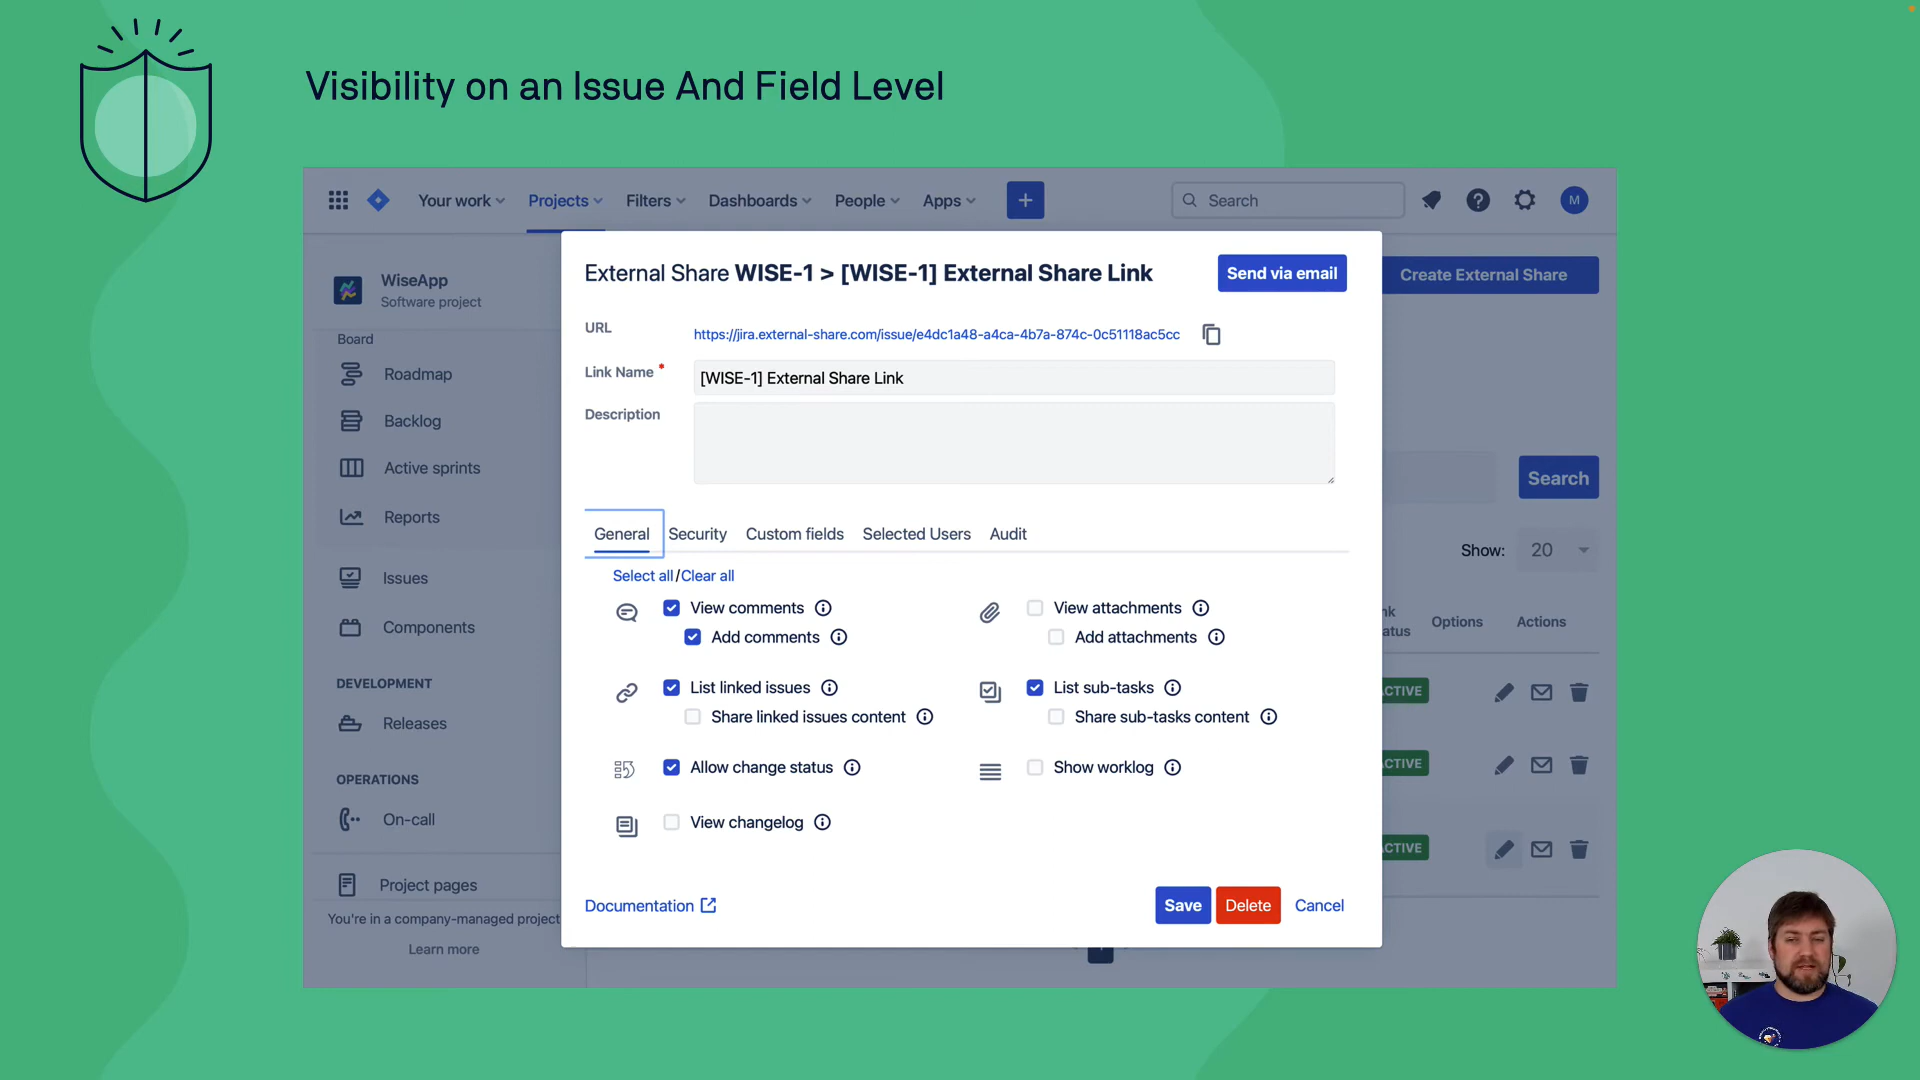 Visibility on an Issue And Field Level
Your work Projects Filters Dashboards People Apps + Search M
WiseApp
Software project
Board
Roadmap
Backlog
Active sprints
Reports
Issues
Components
DEVELOPMENT
Releases
OPERATIONS
On-call
Project pages
You're in a company-managed project
Learn more
External Share WISE-1 > [WISE-1] External Share Link
Send via email
URL
https://jira.external-share.com/issue/e4dc1a48-a4ca-4b7a-874c-0c51118ac5cc
Link Name *
[WISE-1] External Share Link
Description
General Security Custom fields Selected Users Audit
Select all/Clear all
View comments
Add comments
View attachments
Add attachments
List linked issues
Share linked issues content
List sub-tasks
Share sub-tasks content
Allow change status
Show worklog
View changelog
Documentation
Save Delete Cancel
Create External Share
Search
Show: 20
Options Actions